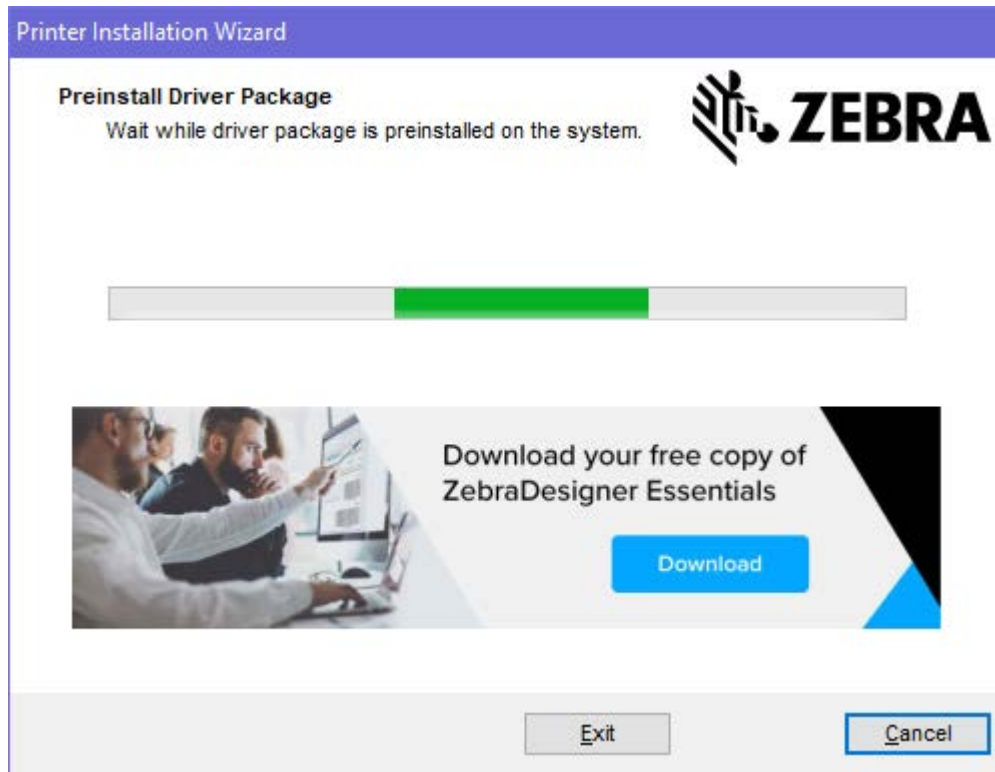 Printer Installation Wizard
Preinstall Driver Package
Wait while driver package is preinstalled on the system.
ZEBRA
Download your free copy of
ZebraDesigner Essentials
Download
Exit
Cancel